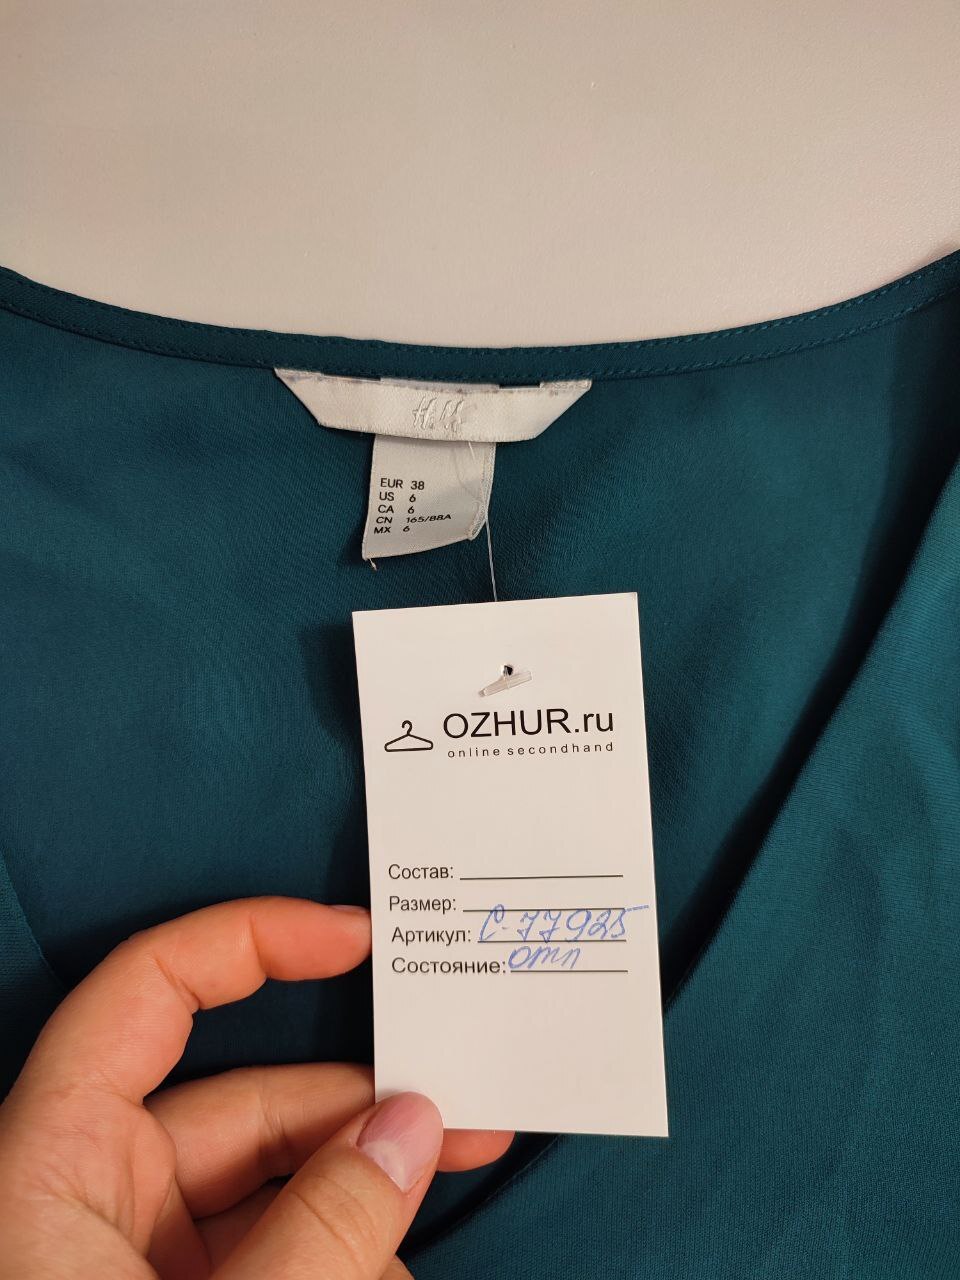 H&M
EUR 38
US 6
CA 6
CN 165/88A
MX 6
OZHUR.ru
online secondhand
Состав:
Размер:
Артикул: С-77925
Состояние: отл